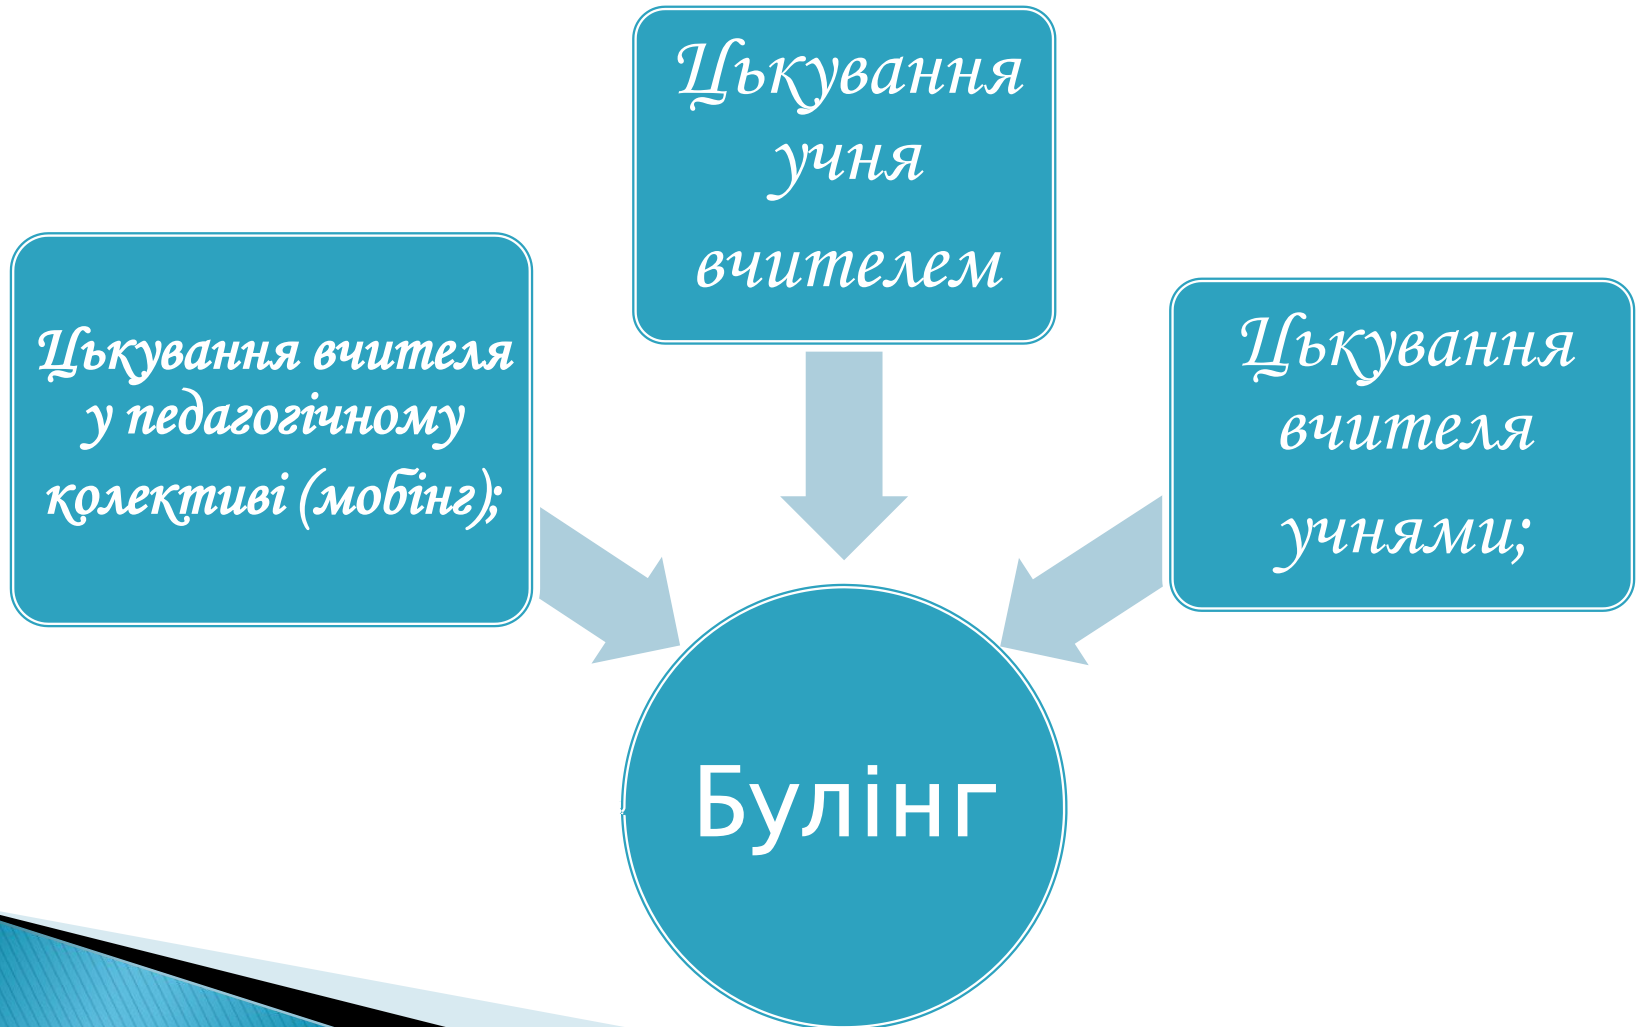 Цькування
учня
вчителем
Цькування вчителя
у педагогічному
колективі (мобінг);
Цькування
вчителя
учнями;
Булінг